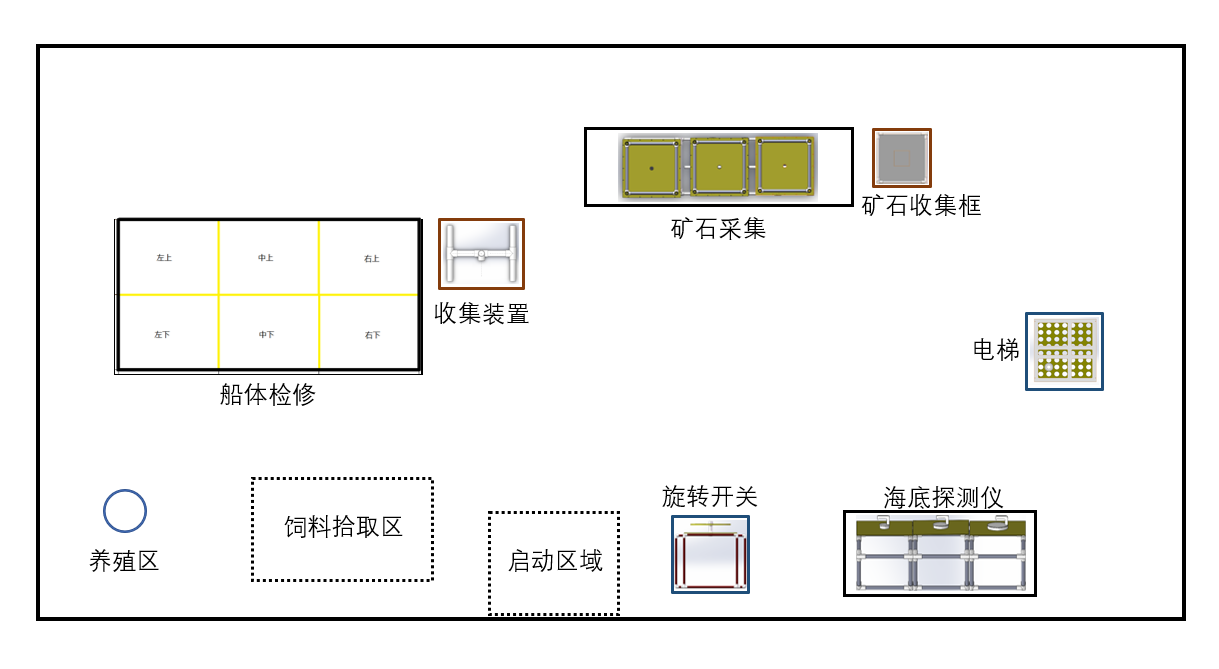 矿石采集
矿石收集框
左上
中上
右上
左下
中下
右下
收集装置
船体检修
电梯
养殖区
饲料拾取区
启动区域
旋转开关
海底探测仪